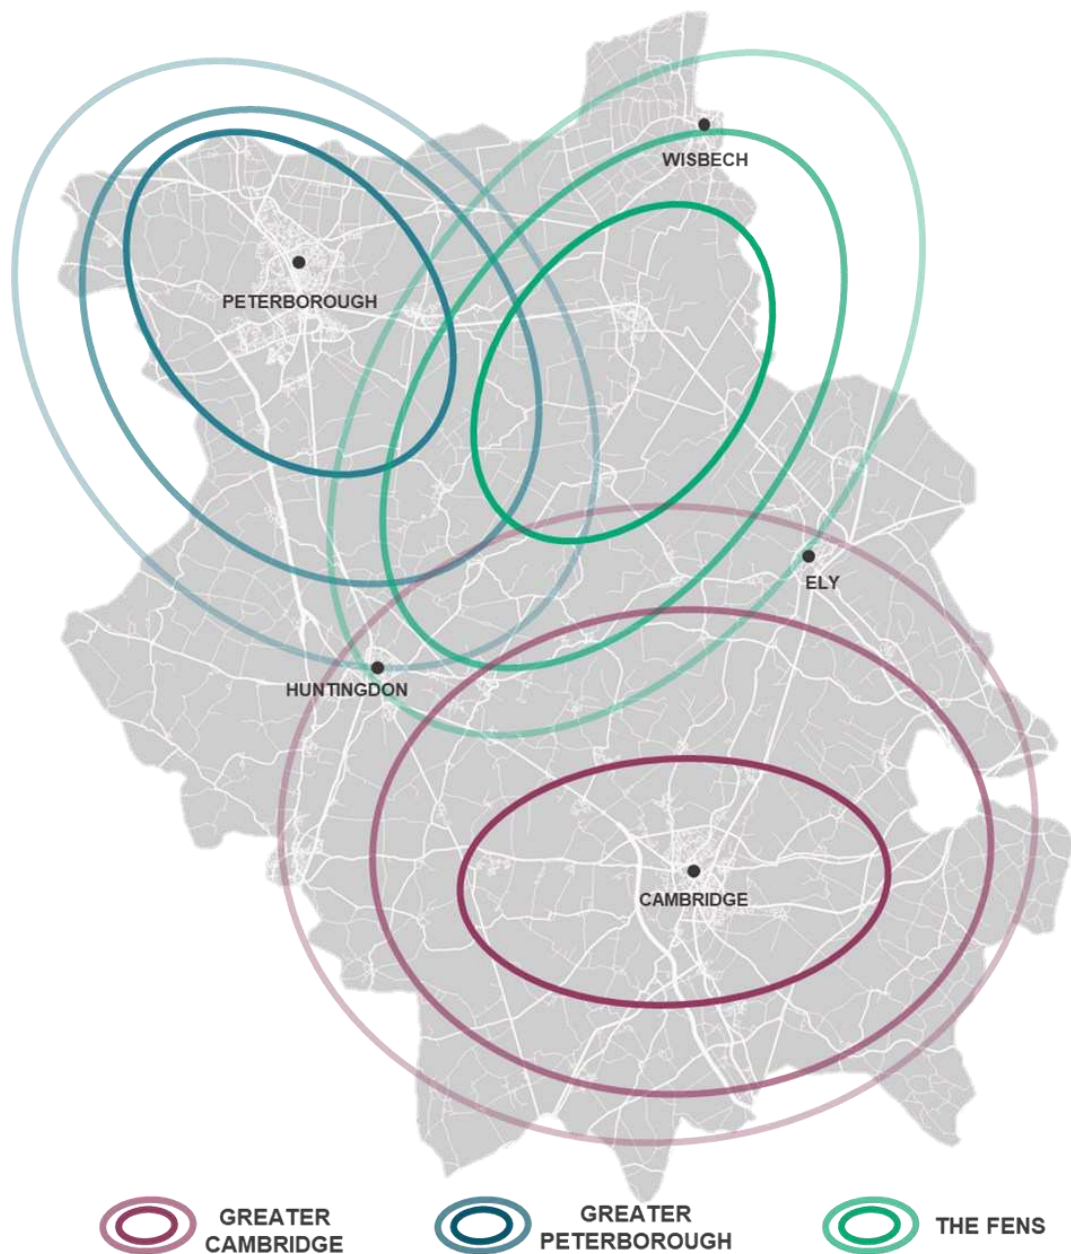 WISBECH
PETERBOROUGH
ELY
HUNTINGDON
CAMBRIDGE
GREATER
CAMBRIDGE
GREATER
PETERBOROUGH
THE FENS